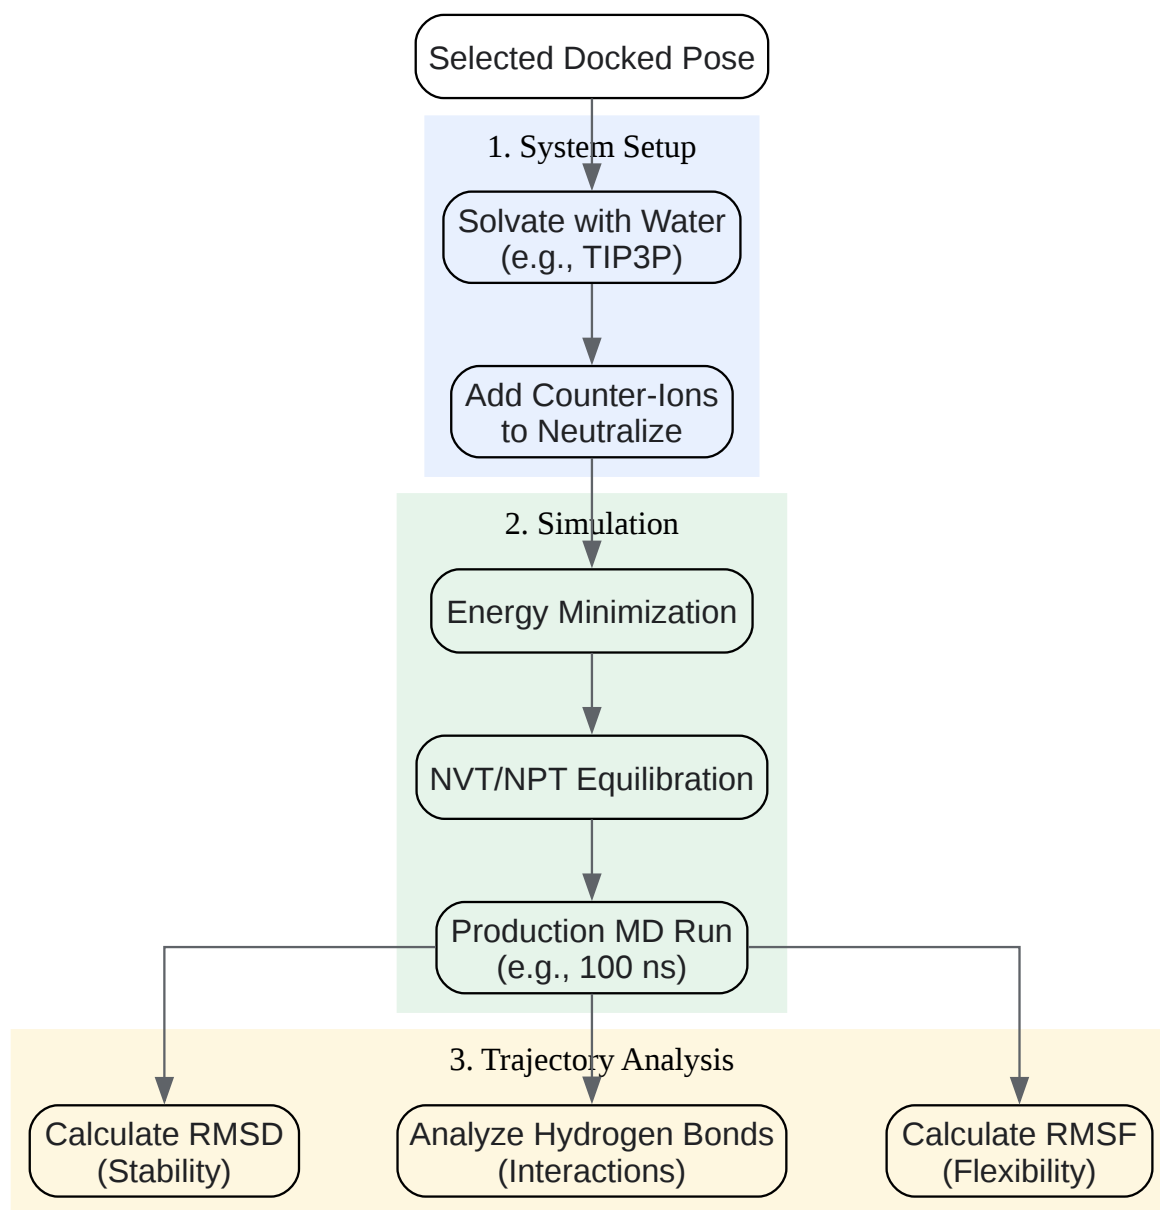 Selected Docked Pose
1. System Setup
Solvate with Water
(e.g., TIP3P)
Add Counter-Ions
to Neutralize
2. Simulation
Energy Minimization
NVT/NPT Equilibration
Production MD Run
(e.g., 100 ns)
3. Trajectory Analysis
Calculate RMSD
(Stability)
Analyze Hydrogen Bonds
(Interactions)
Calculate RMSF
(Flexibility)